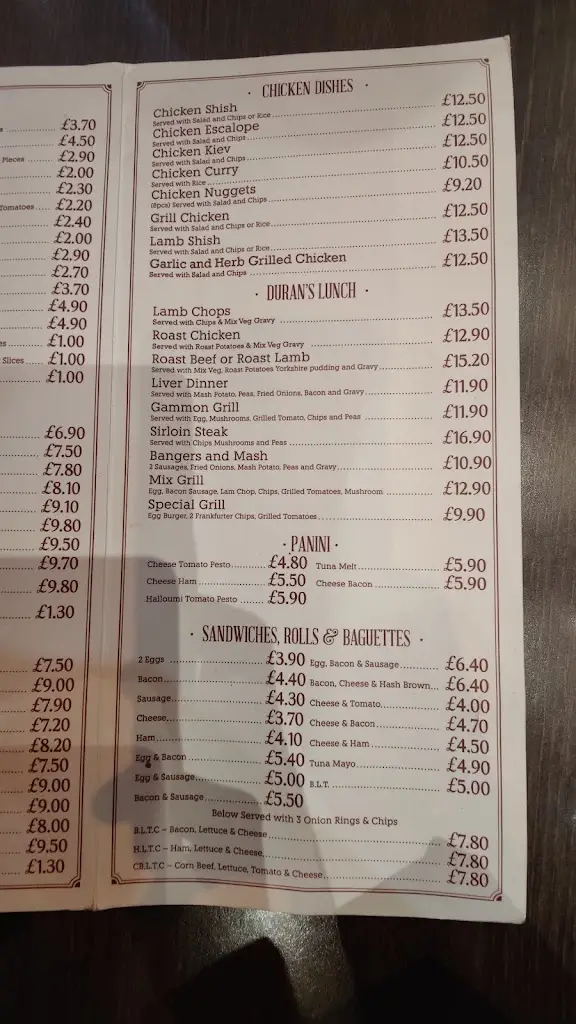 £3.70
£4.50
Pieces ...... £2.90
£2.00
£2.30
Tomatoes..... £2.20
£2.40
£2.00
£2.90
£2.70
£3.70
£4.90
£4.90
£1.00
Slices ..... £1.00
£1.00
£6.90
£7.50
£7.80
£8.10
£9.10
£9.80
£9.50
£9.70
£9.80
£1.30
£7.50
£9.00
£7.90
£7.20
£8.20
£7.50
£9.00
£9.00
£8.00
£9.50
£1.30
· CHICKEN DISHES ·
Chicken Shish
Served with Salad and Chips or Rice £12.50
Chicken Escalope
Served with Salad and Chips £12.50
Chicken Kiev
Served with Salad and Chips £12.50
Chicken Curry
Served with Rice £10.50
Chicken Nuggets
(8pcs) Served with Salad and Chips £9.20
Grill Chicken
Served with Salad and Chips or Rice £12.50
Lamb Shish
Served with Salad and Chips or Rice £13.50
Garlic and Herb Grilled Chicken
Served with Salad and Chips £12.50
· DURAN'S LUNCH ·
Lamb Chops
Served with Chips & Mix Veg Gravy £13.50
Roast Chicken
Served with Roast Potatoes & Mix Veg Gravy £12.90
Roast Beef or Roast Lamb
Served with Mix Veg, Roast Potatoes Yorkshire pudding and Gravy £15.20
Liver Dinner
Served with Mash Potato, Peas, Fried Onions, Bacon and Gravy £11.90
Gammon Grill
Served with Egg, Mushrooms, Grilled Tomato, Chips and Peas £11.90
Sirloin Steak
Served with Chips Mushrooms and Peas £16.90
Bangers and Mash
2 Sausages, Fried Onions, Mash Potato, Peas and Gravy £10.90
Mix Grill
Egg, Bacon Sausage, Lam Chop, Chips, Grilled Tomatoes, Mushroom £12.90
Special Grill
Egg Burger, 2 Frankfurter Chips, Grilled Tomatoes £9.90
· PANINI ·
Cheese Tomato Pesto £4.80 Tuna Melt £5.90
Cheese Ham £5.50 Cheese Bacon £5.90
Halloumi Tomato Pesto £5.90
· SANDWICHES, ROLLS & BAGUETTES ·
2 Eggs £3.90 Egg, Bacon & Sausage £6.40
Bacon £4.40 Bacon, Cheese & Hash Brown £6.40
Sausage £4.30 Cheese & Tomato £4.00
Cheese £3.70 Cheese & Bacon £4.70
Ham £4.10 Cheese & Ham £4.50
Egg & Bacon £5.40 Tuna Mayo £4.90
Egg & Sausage £5.00 B.L.T. £5.00
Bacon & Sausage £5.50
Below Served with 3 Onion Rings & Chips
B.L.T.C – Bacon, Lettuce & Cheese £7.80
H.L.T.C – Ham, Lettuce & Cheese £7.80
CB.L.T.C – Corn Beef, Lettuce, Tomato & Cheese £7.80